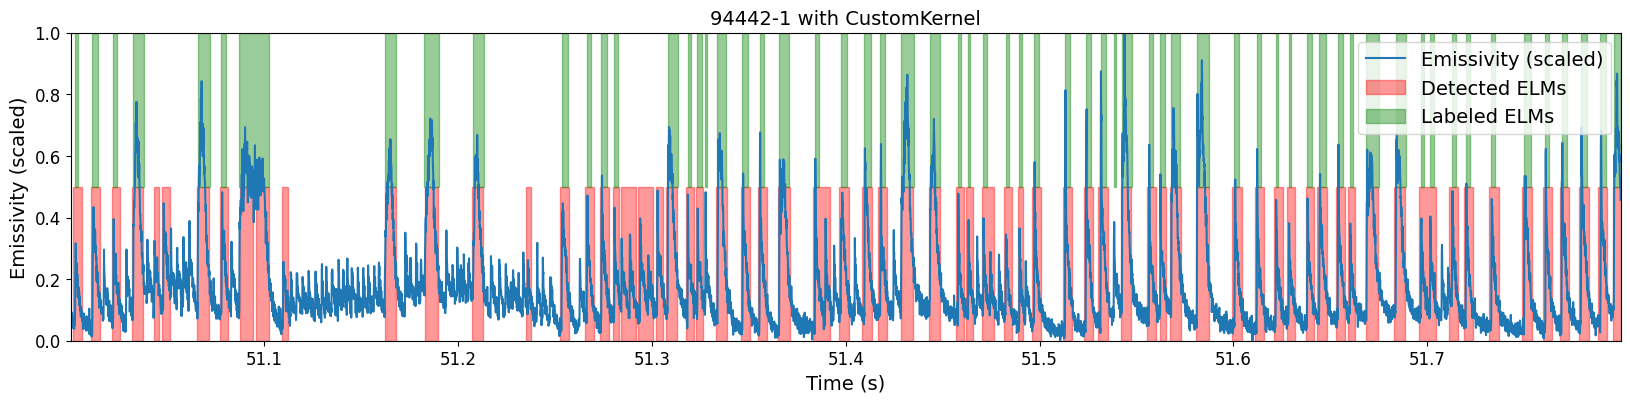 94442-1 with CustomKernel
Emissivity (scaled)
1.0
0.8
0.6
0.4
0.2
0.0
Emissivity (scaled)
Detected ELMs
Labeled ELMs
51.1
51.2
51.3
51.4
51.5
51.6
51.7
Time (s)